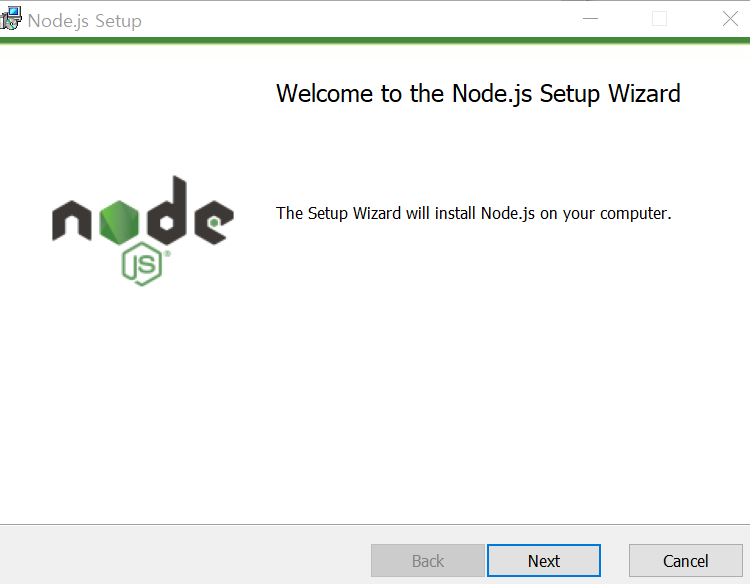 Node.js Setup
Welcome to the Node.js Setup Wizard
node
JS®
The Setup Wizard will install Node.js on your computer.
Back
Next
Cancel